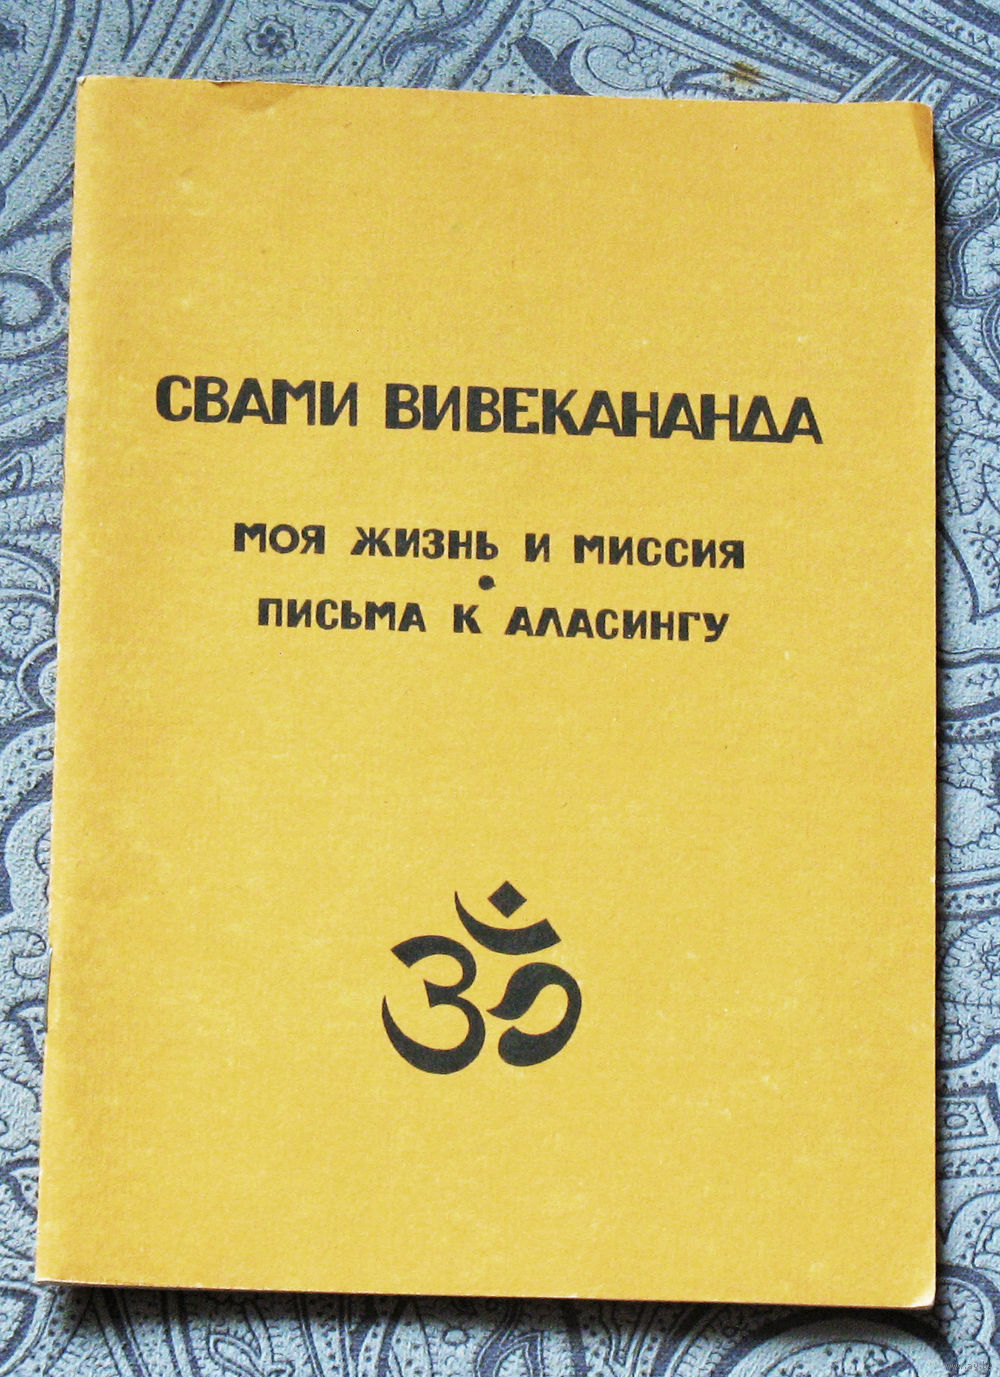 СВАМИ ВИВЕКАНАНДА
МОЯ ЖИЗНЬ И МИССИЯ
•
ПИСЬМА К АЛАСИНГУ
ॐ